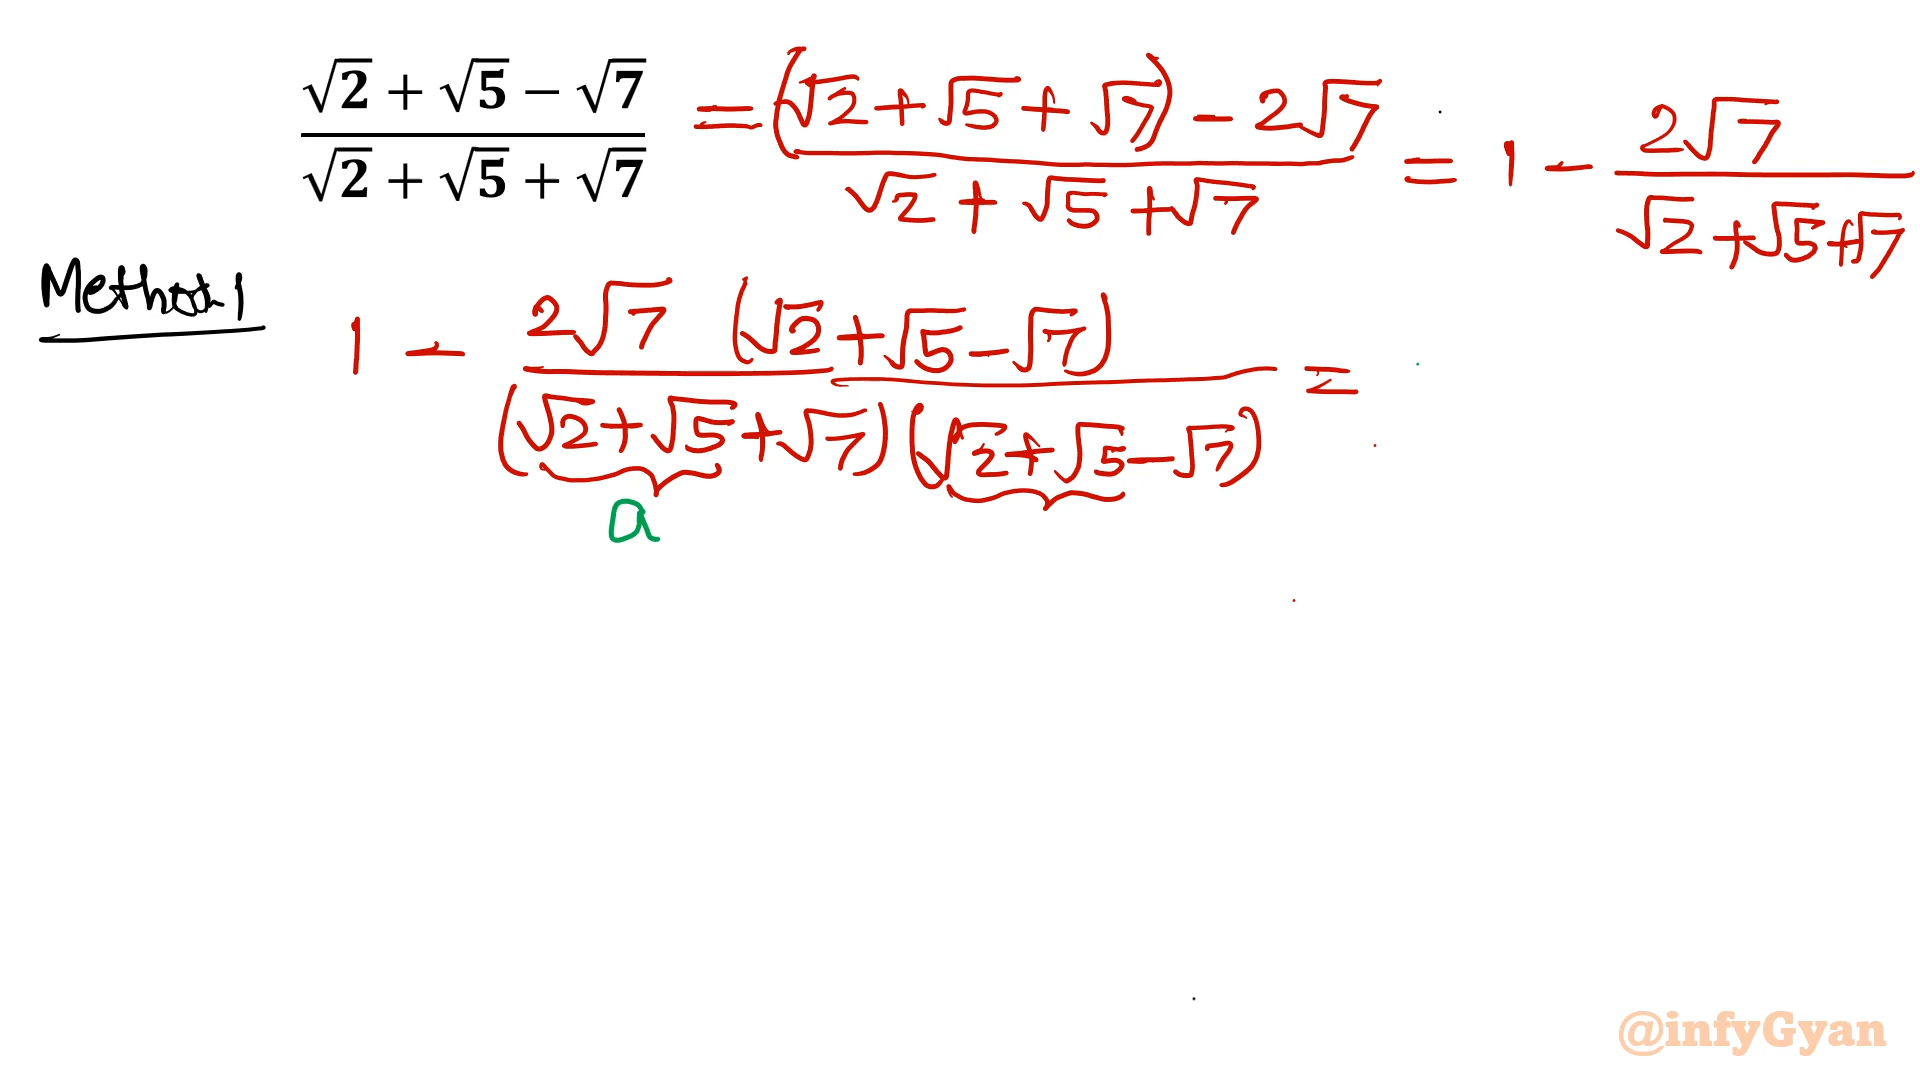 (√2 + √5 − √7)/(√2 + √5 + √7) = ((√2 + √5 + √7) − 2√7)/(√2 + √5 + √7) = 1 − 2√7/(√2 + √5 + √7)
Method 1
1 − (2√7 (√2 + √5 − √7))/((√2 + √5 + √7)(√2 + √5 − √7)) =
a
@infyGyan